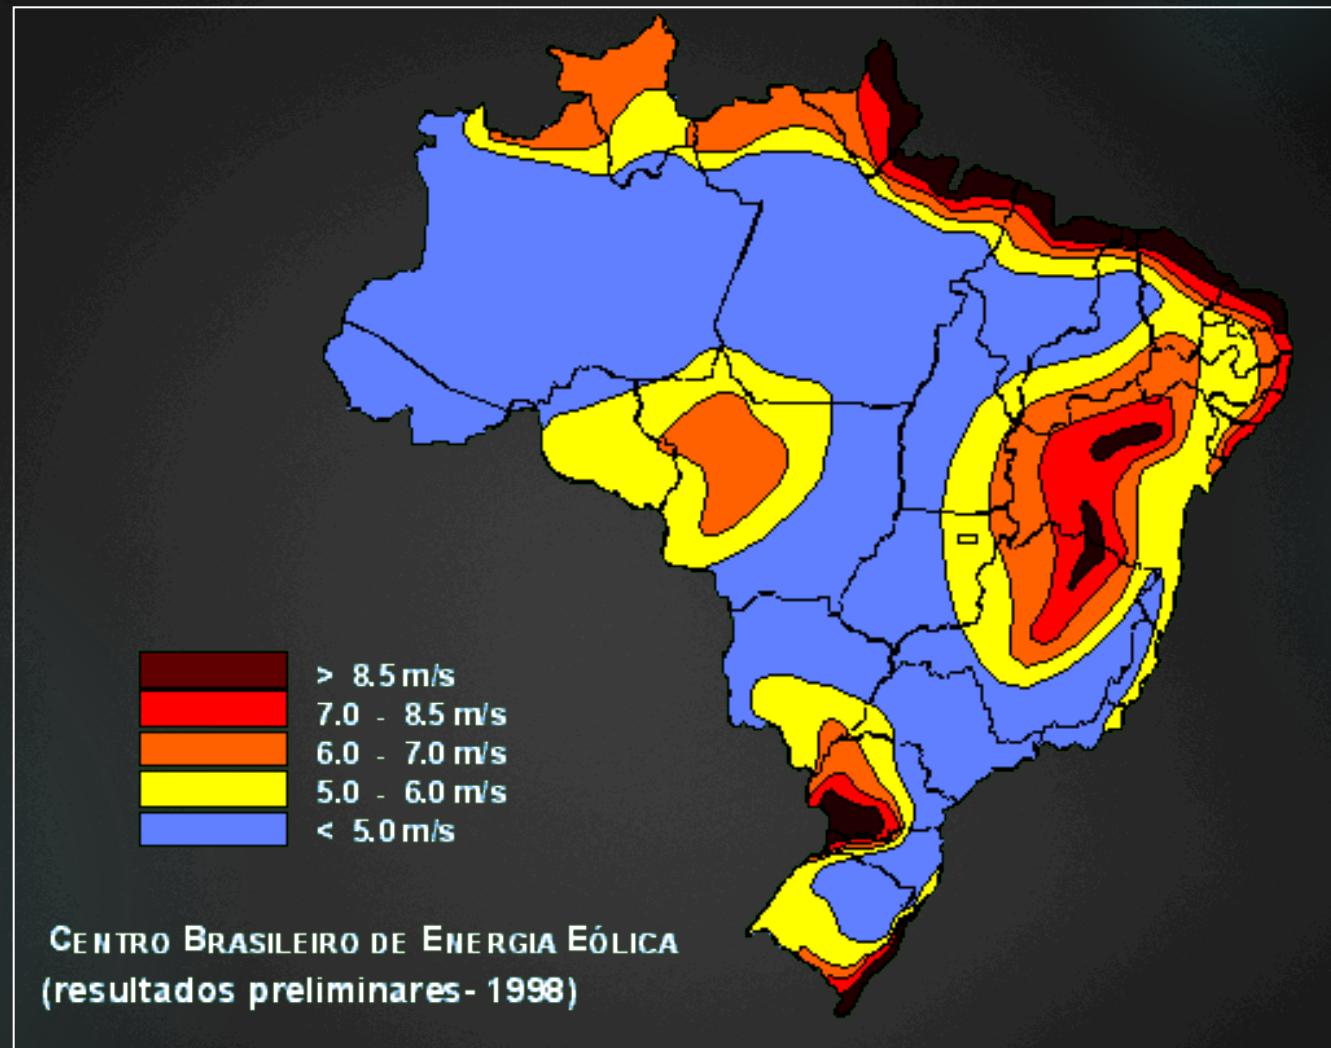 > 8.5 m/s
7.0 - 8.5 m/s
6.0 - 7.0 m/s
5.0 - 6.0 m/s
< 5.0 m/s
CENTRO BRASILEIRO DE ENERGIA EÓLICA
(resultados preliminares- 1998)